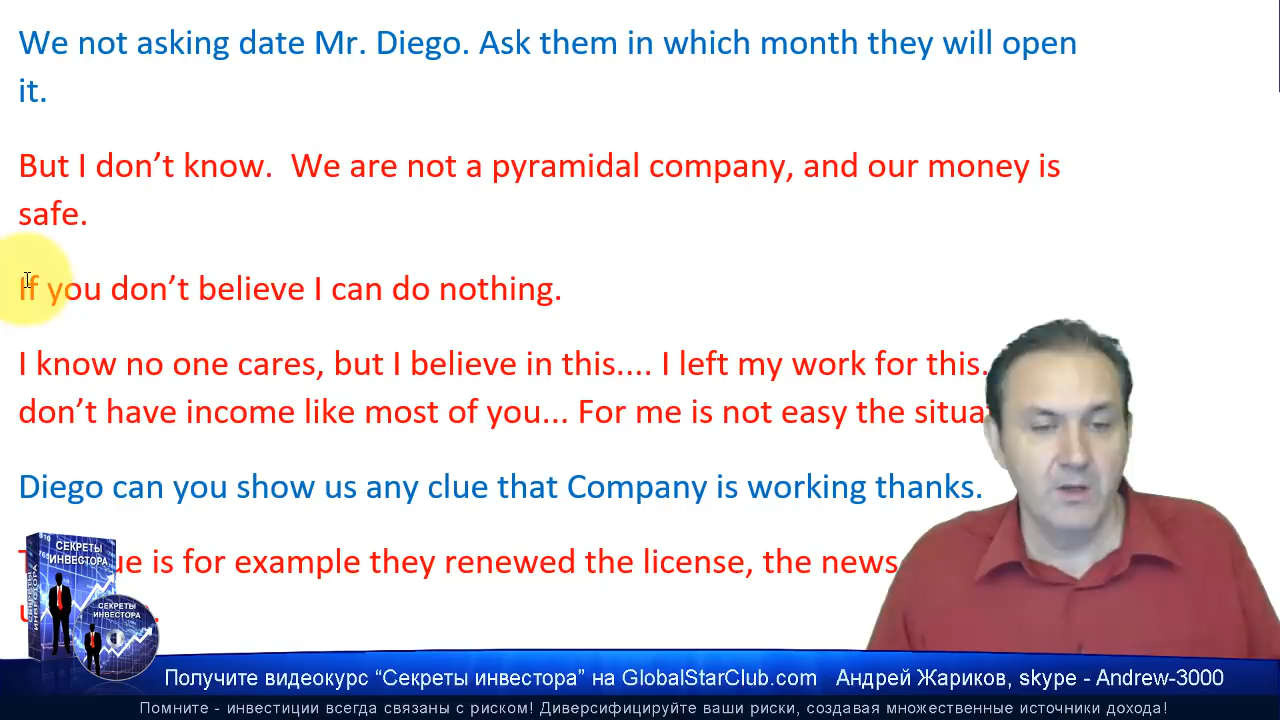 We not asking date Mr. Diego. Ask them in which month they will open
it.
But I don’t know.  We are not a pyramidal company, and our money is
safe.
If you don’t believe I can do nothing.
I know no one cares, but I believe in this.... I left my work for this.
don’t have income like most of you... For me is not easy the situa
Diego can you show us any clue that Company is working thanks.
is for example they renewed the license, the news
СЕКРЕТЫ
ИНВЕСТОРА
СЕКРЕТЫ
ИНВЕСТОРА
Получите видеокурс “Секреты инвестора” на GlobalStarClub.com Андрей Жариков, skype - Andrew-3000
Помните - инвестиции всегда связаны с риском! Диверсифицируйте ваши риски, создавая множественные источники дохода!